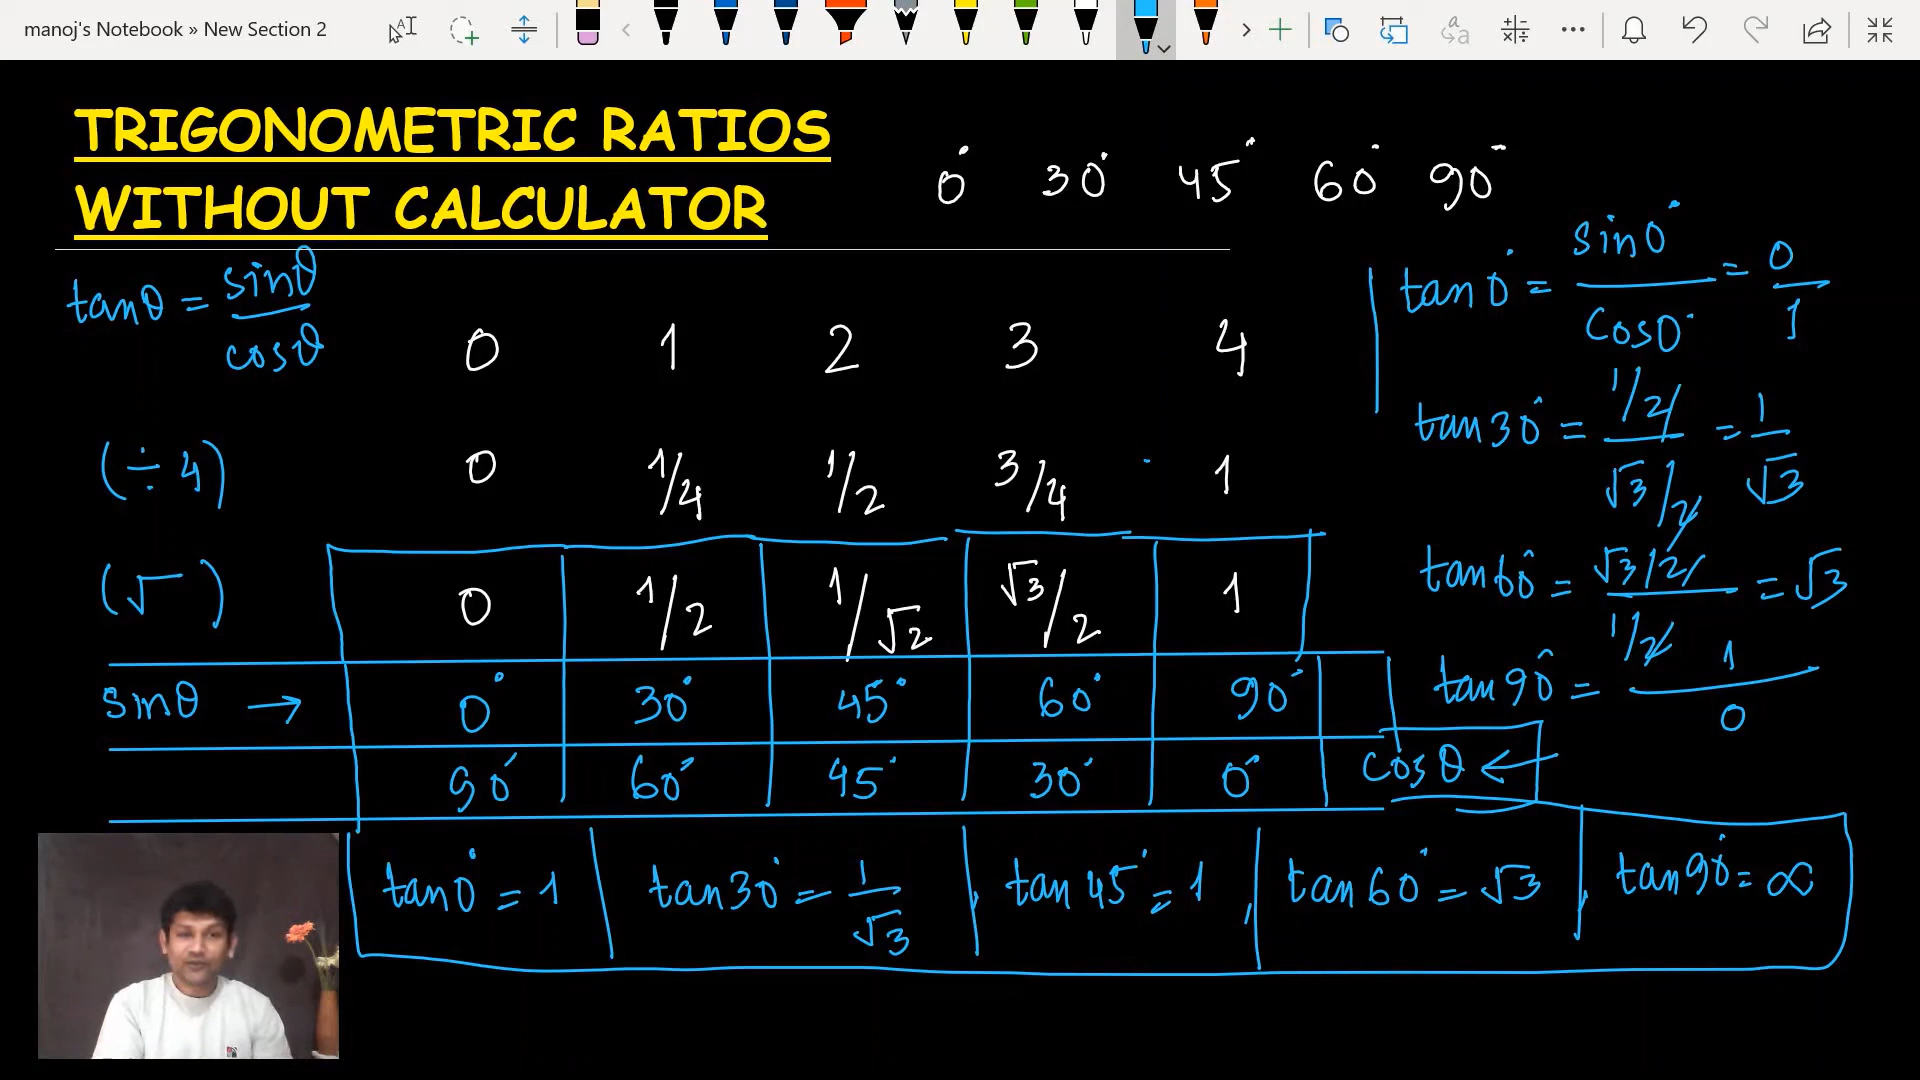 manoj's Notebook » New Section 2
TRIGONOMETRIC RATIOS
WITHOUT CALCULATOR
0° 30° 45° 60° 90°
tanθ = sinθ/cosθ
0 1 2 3 4
(÷ 4) 0 1/4 1/2 3/4 1
(√ ) 0 1/2 1/√2 √3/2 1
sinθ → 0° 30° 45° 60° 90°
90° 60° 45° 30° 0° cosθ ←
tan0° = sin0°/cos0° = 0/1
tan30° = 1/2 / √3/2 = 1/√3
tan60° = √3/2 / 1/2 = √3
tan90° = 1/0
tan0° = 1 tan30° = 1/√3 , tan45° = 1 , tan60° = √3 , tan90° = ∞